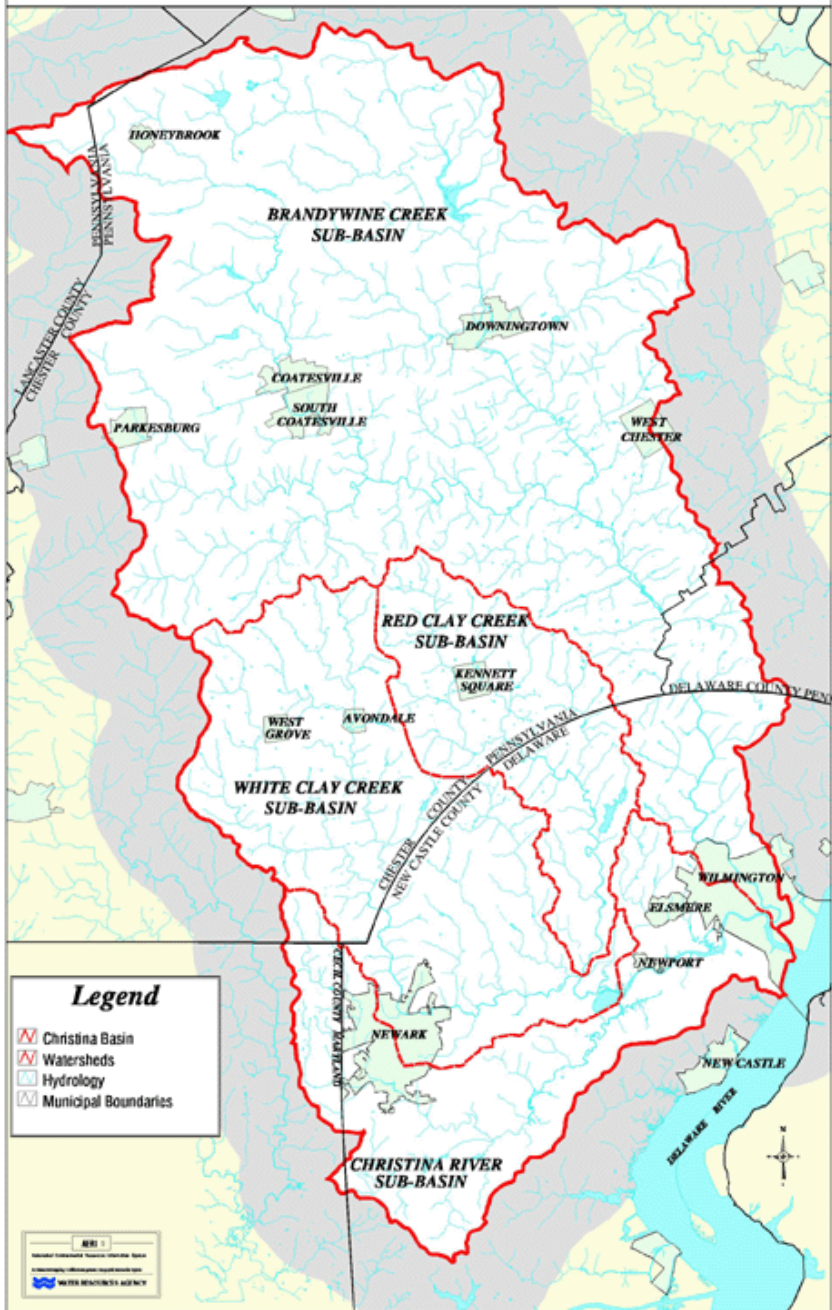 HONEYBROOK
PENNSYLVANIA
PENNSYLVANIA
BRANDYWINE CREEK
SUB-BASIN
LANCASTER COUNTY
CHESTER COUNTY
DOWNINGTOWN
COATESVILLE
SOUTH
COATESVILLE
PARKESBURG
WEST
CHESTER
RED CLAY CREEK
SUB-BASIN
KENNETT
SQUARE
DELAWARE COUNTY PEN
PENNSYLVANIA
DELAWARE
WEST
GROVE
AVONDALE
WHITE CLAY CREEK
SUB-BASIN
CHESTER COUNTY
NEW CASTLE COUNTY
WILMINGTON
ELSMERE
NEWPORT
CECIL COUNTY MARYLAND
NEWARK
NEW CASTLE
DELAWARE RIVER
CHRISTINA RIVER
SUB-BASIN
N
Legend
Christina Basin
Watersheds
Hydrology
Municipal Boundaries
WATER RESOURCES AGENCY